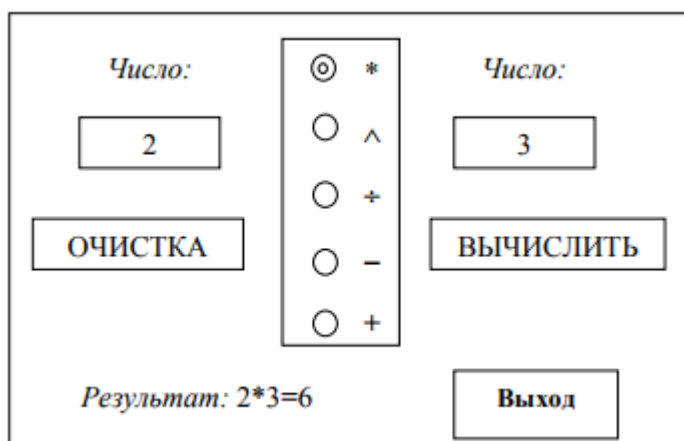 Число: * Число:
2 ^ 3
÷
ОЧИСТКА − ВЫЧИСЛИТЬ
+
Результат: 2*3=6 Выход